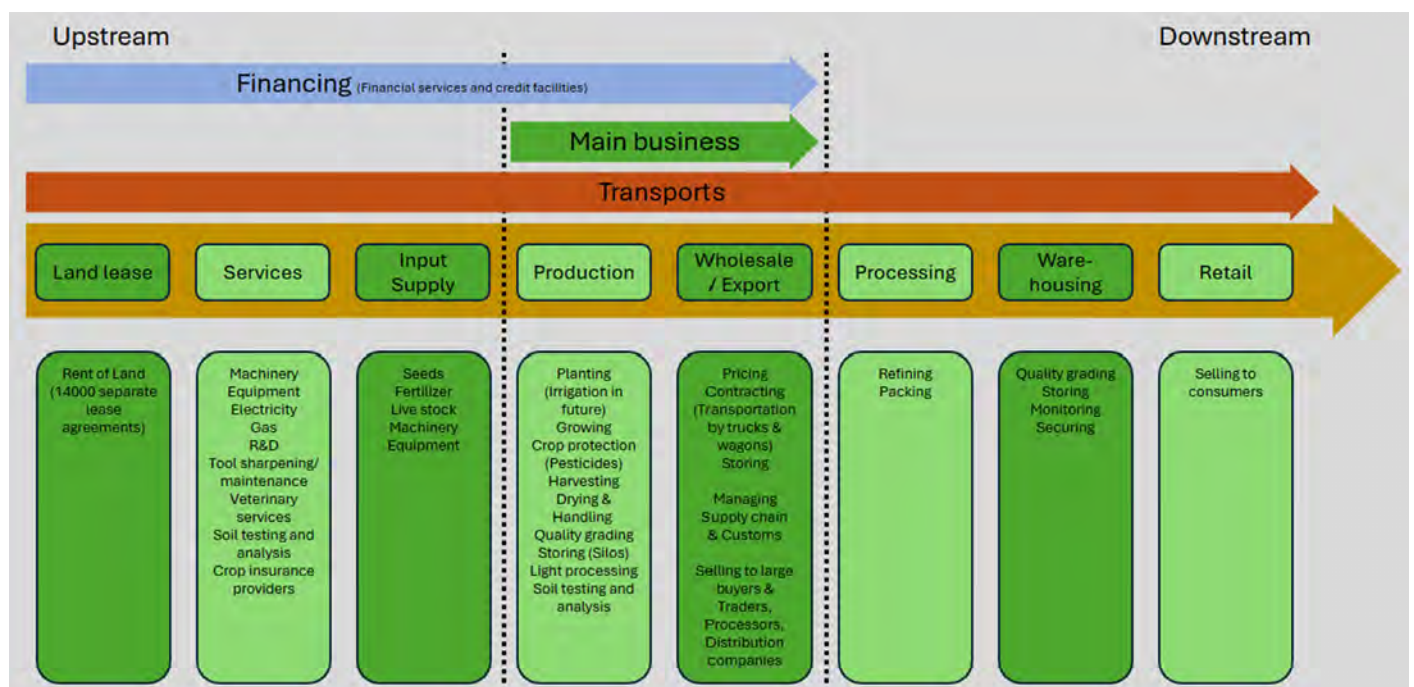 Upstream
Downstream
Financing (Financial services and credit facilities)
Main business
Transports
Land lease
Services
Input
Supply
Production
Wholesale
/ Export
Processing
Ware-
housing
Retail
Rent of Land
(14000 separate
lease
agreements)
Machinery
Equipment
Electricity
Gas
R&D
Tool sharpening/
maintenance
Veterinary
services
Soil testing and
analysis
Crop insurance
providers
Seeds
Fertilizer
Live stock
Machinery
Equipment
Planting
(Irrigation in
future)
Growing
Crop protection
(Pesticides)
Harvesting
Drying &
Handling
Quality grading
Storing (Silos)
Light processing
Soil testing and
analysis
Pricing
Contracting
(Transportation
by trucks &
wagons)
Storing
Managing
Supply chain
& Customs
Selling to large
buyers &
Traders,
Processors,
Distribution
companies
Refining
Packing
Quality grading
Storing
Monitoring
Securing
Selling to
consumers